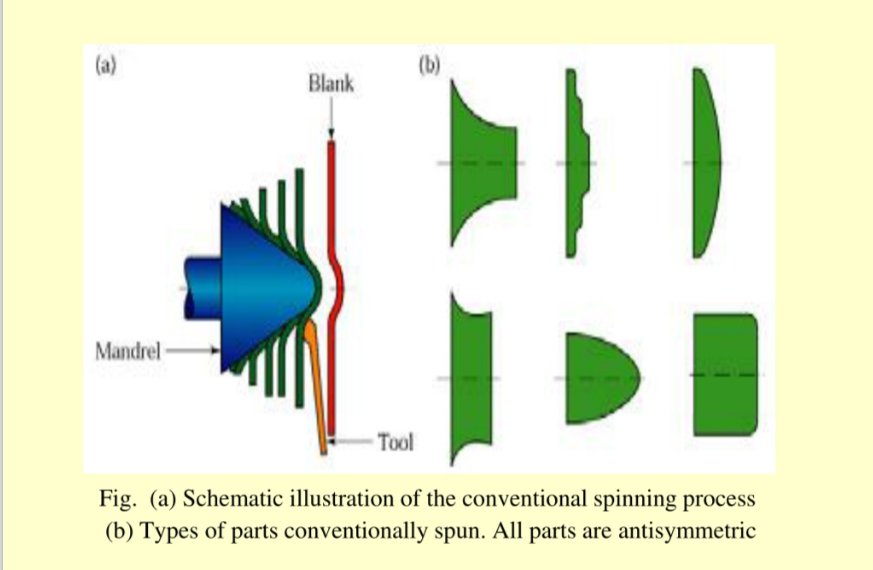 (a)
(b)
Blank
Mandrel
Tool
Fig. (a) Schematic illustration of the conventional spinning process
(b) Types of parts conventionally spun. All parts are antisymmetric